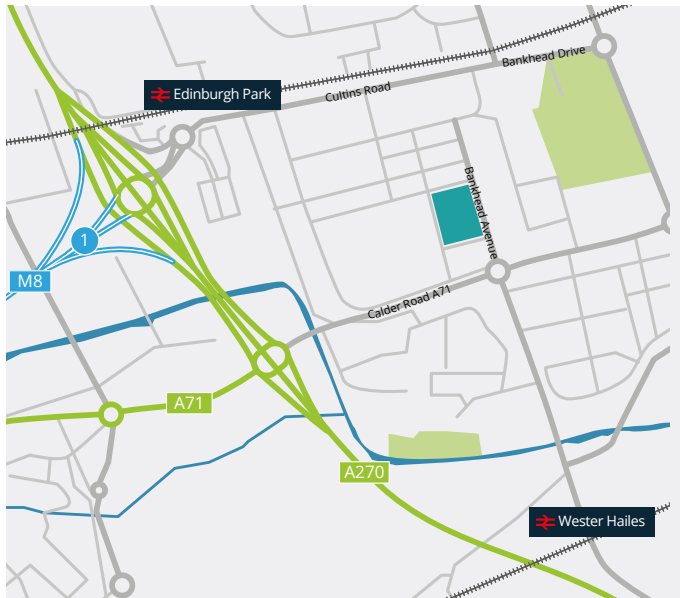 Bankhead Drive
Edinburgh Park
Cultins Road
Bankhead Avenue
1
M8
Calder Road A71
A71
A270
Wester Hailes